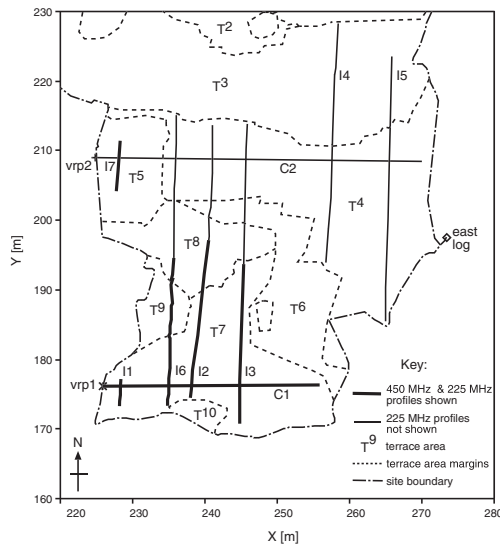 230
T2
T3
I4
I5
220
210
vrp2
I7
T5
C2
T4
200
east
log
T8
Y [m]
190
T9
T6
T7
Key:
180
vrp1
I1
I6
I2
I3
C1
450 MHz & 225 MHz
profiles shown
T10
225 MHz profiles
not shown
170
N
T9
terrace area
terrace area margins
site boundary
160
220 230 240 250 260 270 280
X [m]